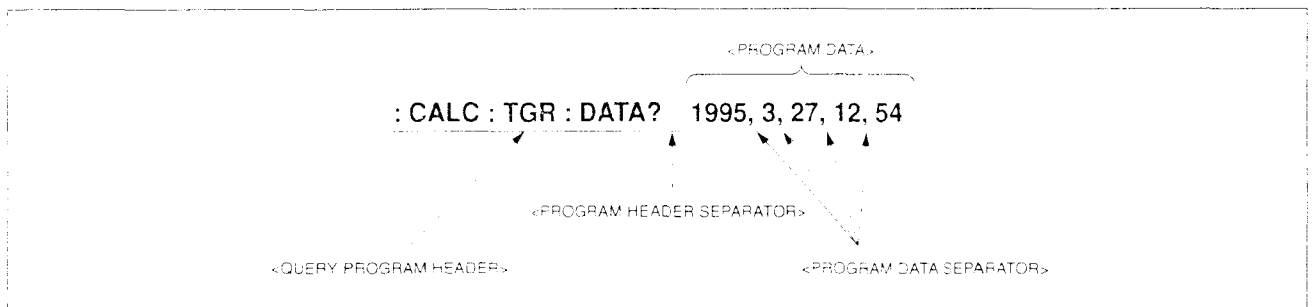 <PROGRAM DATA>
: CALC : TGR : DATA? 1995, 3, 27, 12, 54
<PROGRAM HEADER SEPARATOR>
<QUERY PROGRAM HEADER> <PROGRAM DATA SEPARATOR>